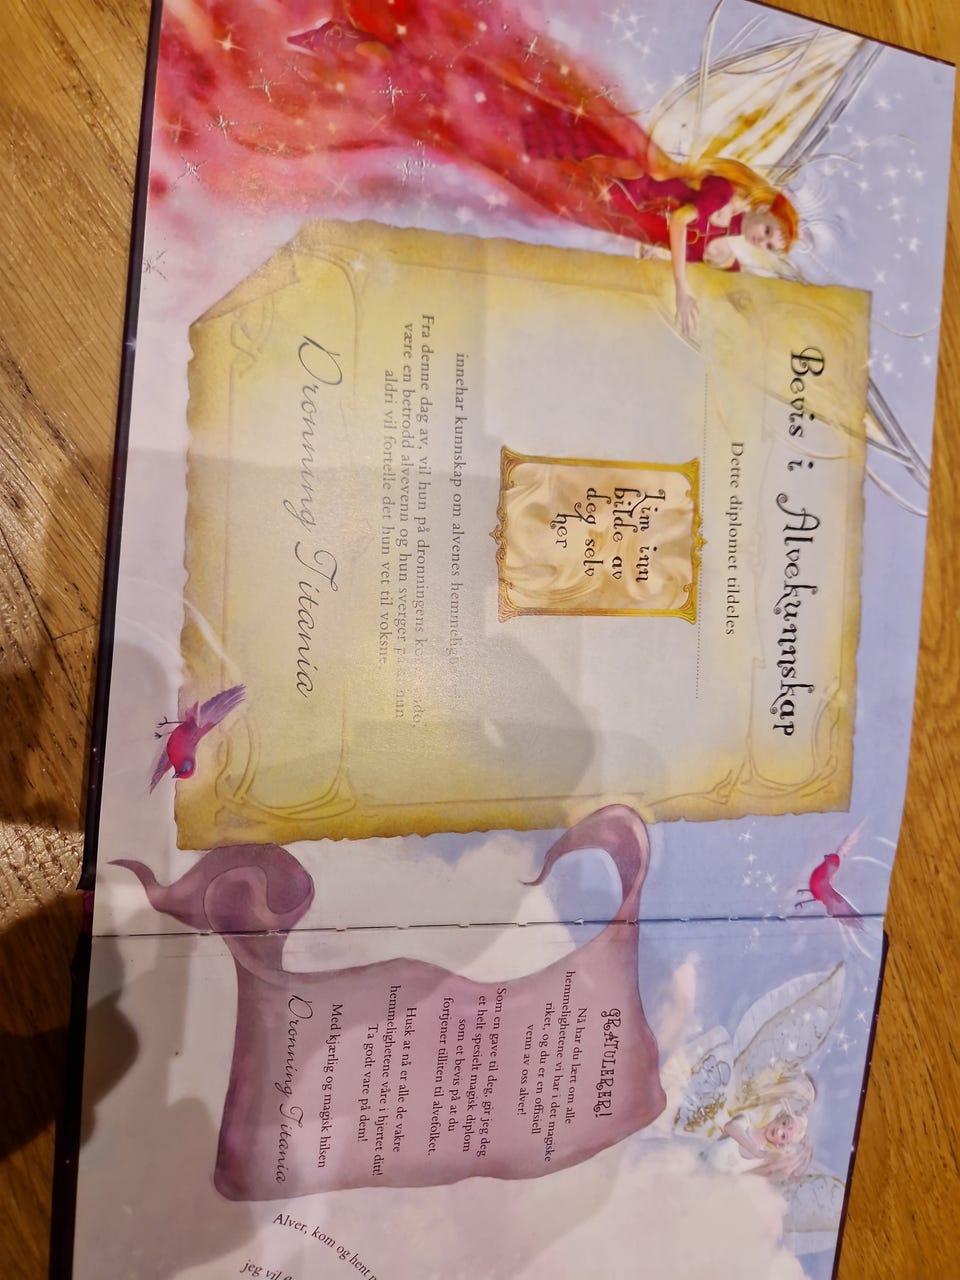 Bevis i Alvekunnskap
Dette diplomet tildeles
Lim inn
bilde av
deg selv
her
innehar kunnskap om alvenes
Fra denne dag av, vil hun på dronningens
være en betrodd alvevenn og hun sverger hun
aldri vil fortelle det hun vet til voksne.
Dronning Titania
GRATULERER!
Nå har du lært om alle
hemmelighetene vi har i det magiske
riket, og du er en offisiell
venn av oss alver!
Som en gave til deg, gir jeg deg
et helt spesielt magisk diplom
som et bevis på at du
fortjener tilliten til alvefolket.
Husk at nå er alle de vakre
hemmelighetene våre i hjertet ditt!
Ta godt vare på dem!
Med kjærlig og magisk hilsen
Dronning Titania
Alver, kom og hent
jeg vil